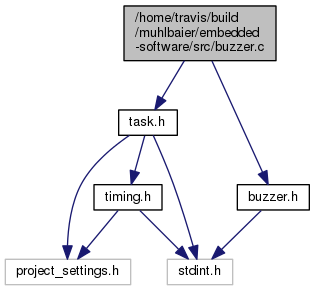 /home/travis/build
/muhlbaier/embedded
-software/src/buzzer.c
task.h
timing.h
buzzer.h
project_settings.h
stdint.h